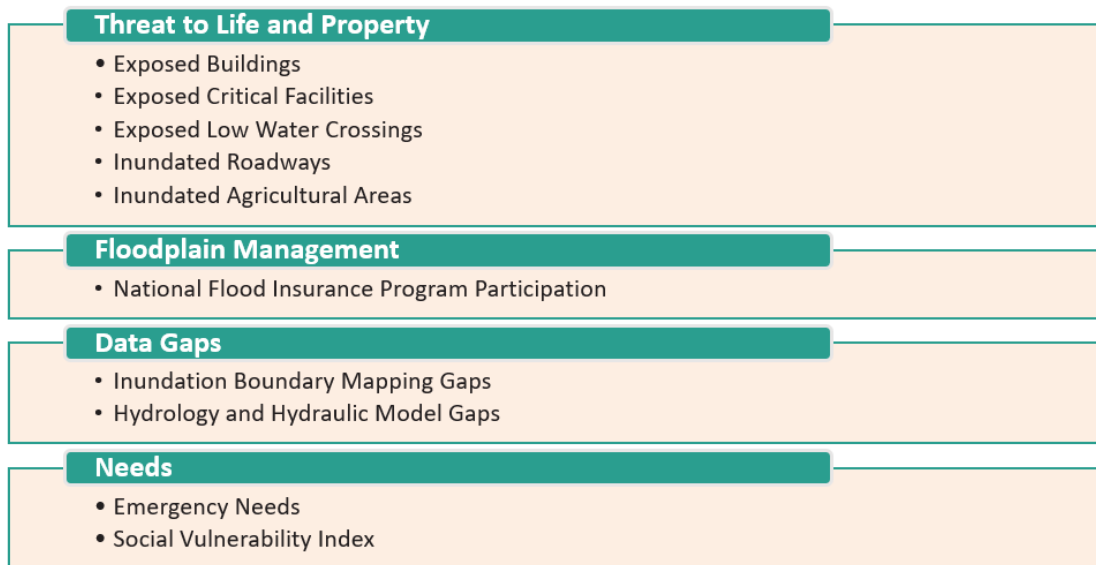 Threat to Life and Property
• Exposed Buildings
• Exposed Critical Facilities
• Exposed Low Water Crossings
• Inundated Roadways
• Inundated Agricultural Areas
Floodplain Management
• National Flood Insurance Program Participation
Data Gaps
• Inundation Boundary Mapping Gaps
• Hydrology and Hydraulic Model Gaps
Needs
• Emergency Needs
• Social Vulnerability Index